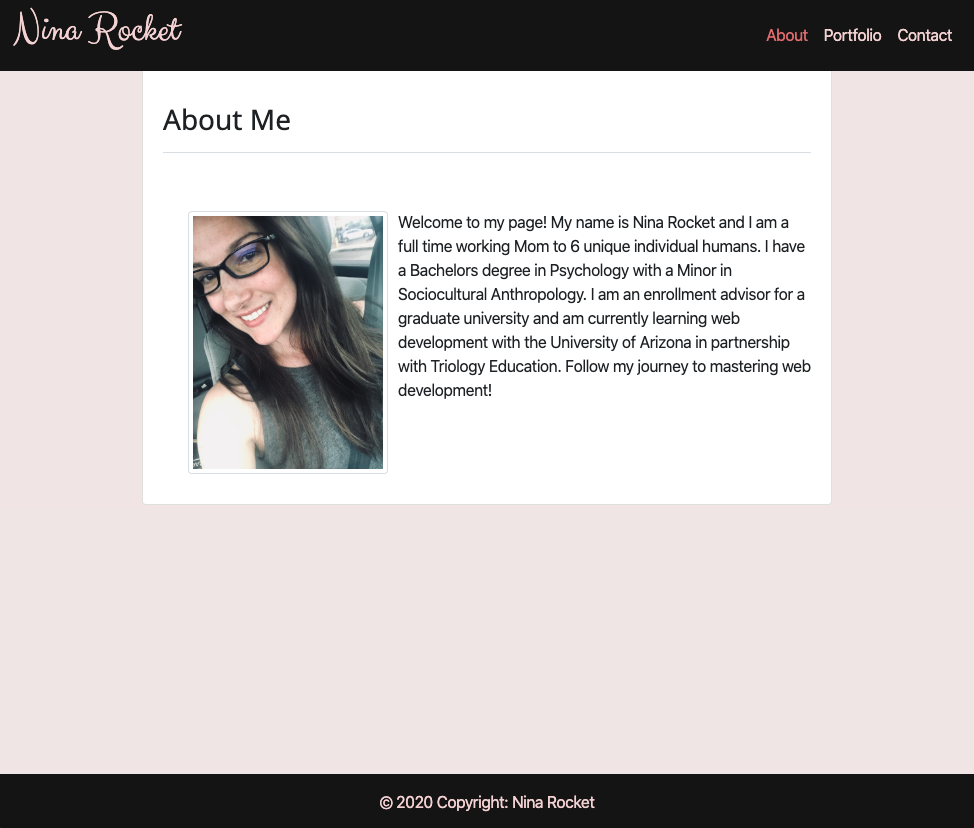 Nina Rocket
About Portfolio Contact
About Me
Welcome to my page! My name is Nina Rocket and I am a
full time working Mom to 6 unique individual humans. I have
a Bachelors degree in Psychology with a Minor in
Sociocultural Anthropology. I am an enrollment advisor for a
graduate university and am currently learning web
development with the University of Arizona in partnership
with Triology Education. Follow my journey to mastering web
development!
© 2020 Copyright: Nina Rocket